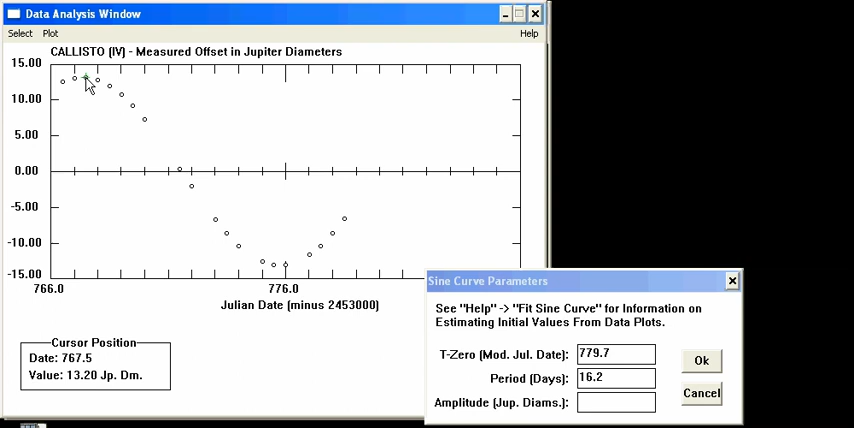 Data Analysis Window
Select Plot Help
CALLISTO (IV) - Measured Offset in Jupiter Diameters
15.00
10.00
5.00
0.00
-5.00
-10.00
-15.00
766.0 776.0
Julian Date (minus 2453000)
Cursor Position
Date: 767.5
Value: 13.20 Jp. Dm.
Sine Curve Parameters
See "Help" -> "Fit Sine Curve" for Information on
Estimating Initial Values From Data Plots.
T-Zero (Mod. Jul. Date): 779.7
Ok
Period (Days): 16.2
Cancel
Amplitude (Jup. Diams.):